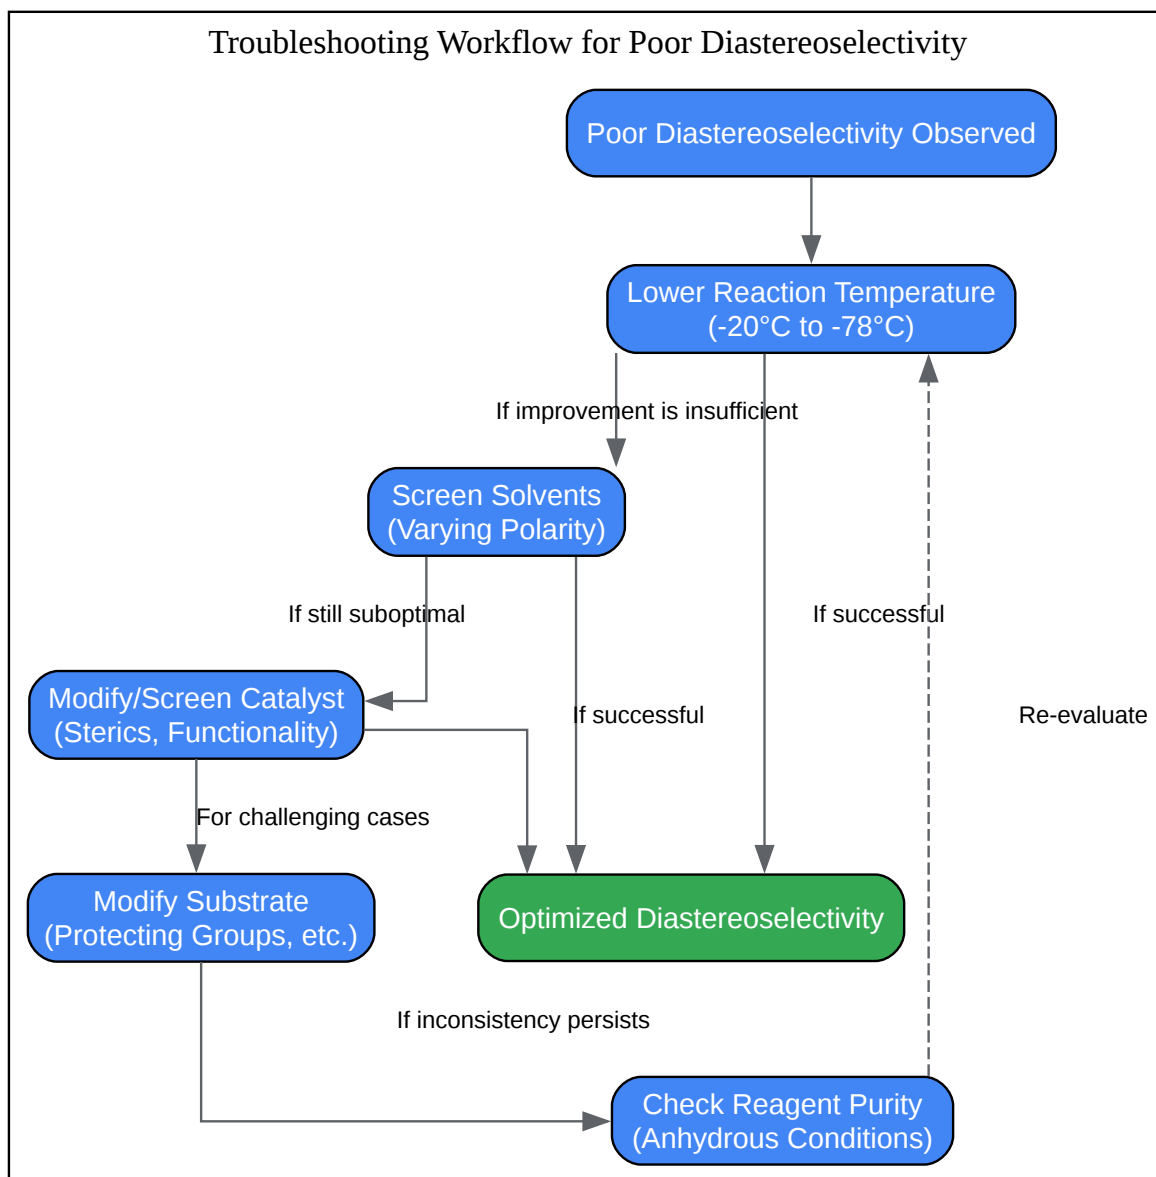 Troubleshooting Workflow for Poor Diastereoselectivity
Poor Diastereoselectivity Observed
Lower Reaction Temperature
(-20°C to -78°C)
If improvement is insufficient
Screen Solvents
(Varying Polarity)
If still suboptimal
If successful
Modify/Screen Catalyst
(Sterics, Functionality)
If successful
Re-evaluate
For challenging cases
Modify Substrate
(Protecting Groups, etc.)
Optimized Diastereoselectivity
If inconsistency persists
Check Reagent Purity
(Anhydrous Conditions)